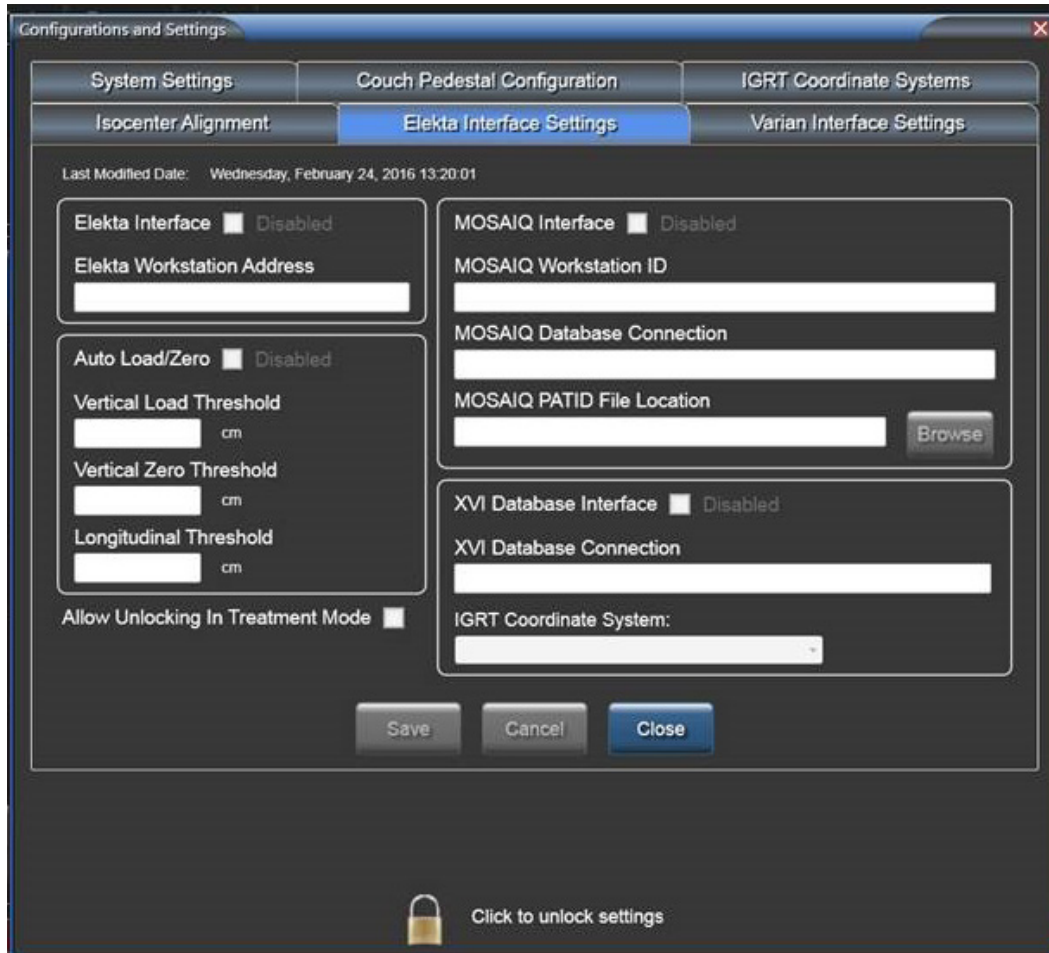 Configurations and Settings
System Settings
Couch Pedestal Configuration
IGRT Coordinate Systems
Isocenter Alignment
Elekta Interface Settings
Varian Interface Settings
Last Modified Date: Wednesday, February 24, 2016 13:20:01
Elekta Interface Disabled
Elekta Workstation Address
Auto Load/Zero Disabled
Vertical Load Threshold
cm
Vertical Zero Threshold
cm
Longitudinal Threshold
cm
Allow Unlocking In Treatment Mode
MOSAIQ Interface Disabled
MOSAIQ Workstation ID
MOSAIQ Database Connection
MOSAIQ PATID File Location
Browse
XVI Database Interface Disabled
XVI Database Connection
IGRT Coordinate System:
Save
Cancel
Close
Click to unlock settings